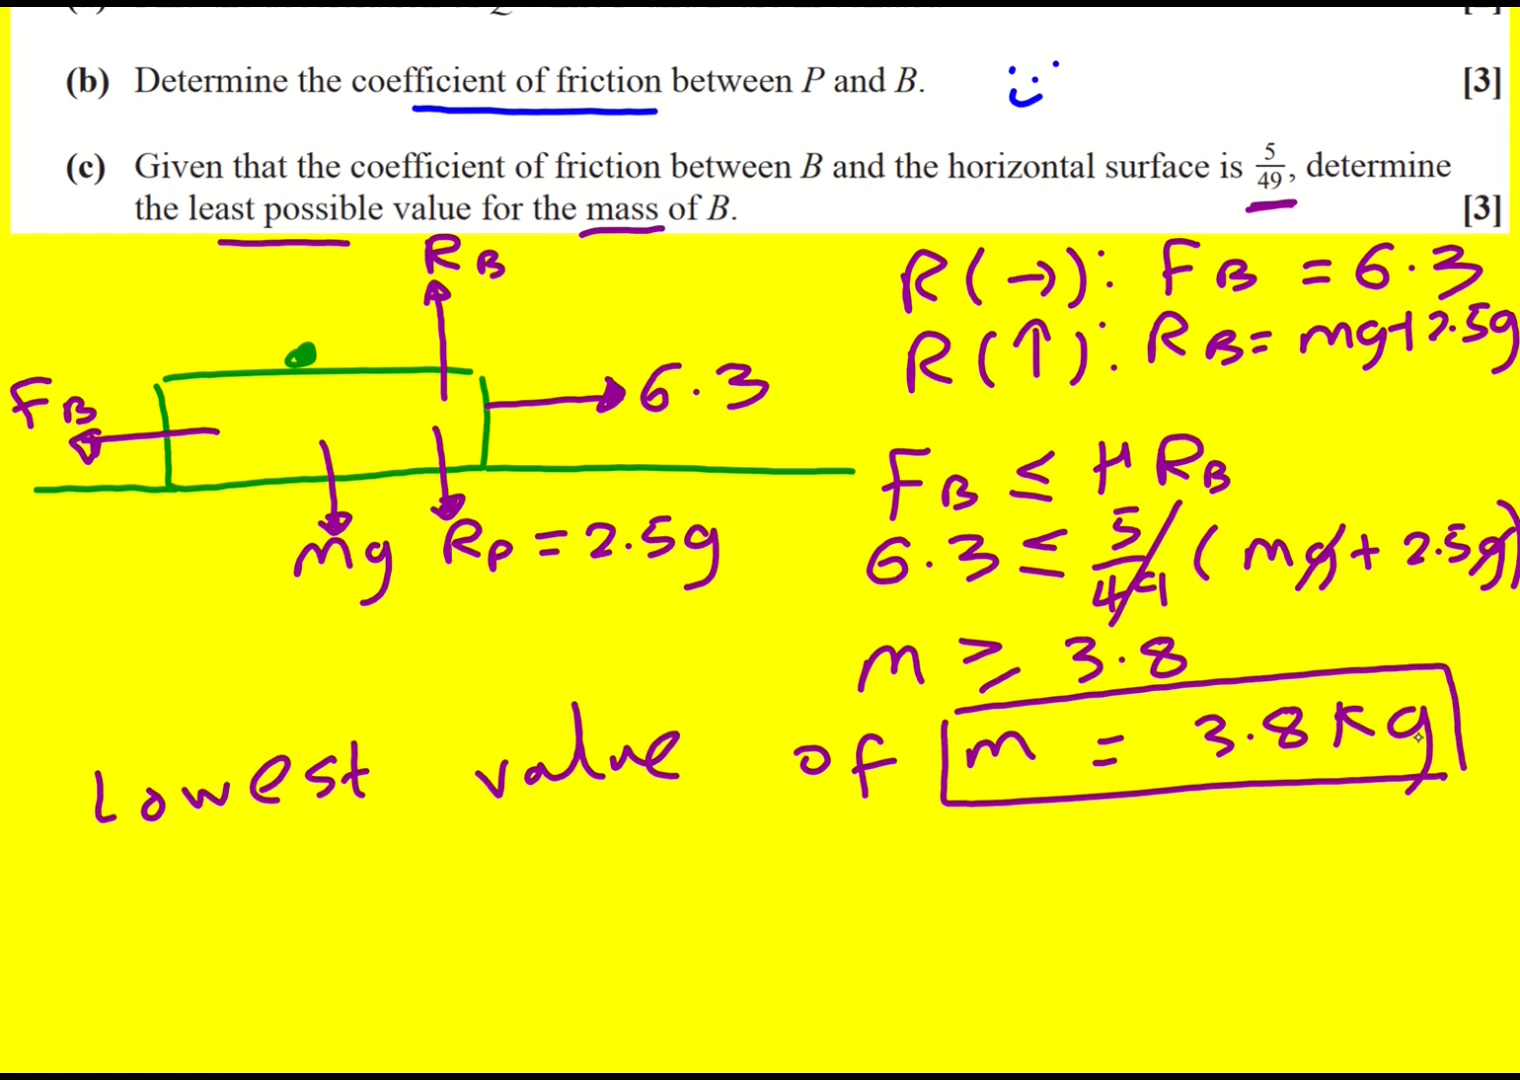 (b) Determine the coefficient of friction between P and B. [3]
(c) Given that the coefficient of friction between B and the horizontal surface is 5/49, determine
the least possible value for the mass of B. [3]
R_B
F_B
6.3
mg
R_P = 2.5g
R(→): F_B = 6.3
R(↑): R_B = mg+2.5g
F_B ≤ μ R_B
6.3 ≤ 5/49 (mg + 2.5g)
m ≥ 3.8
Lowest value of m = 3.8 kg